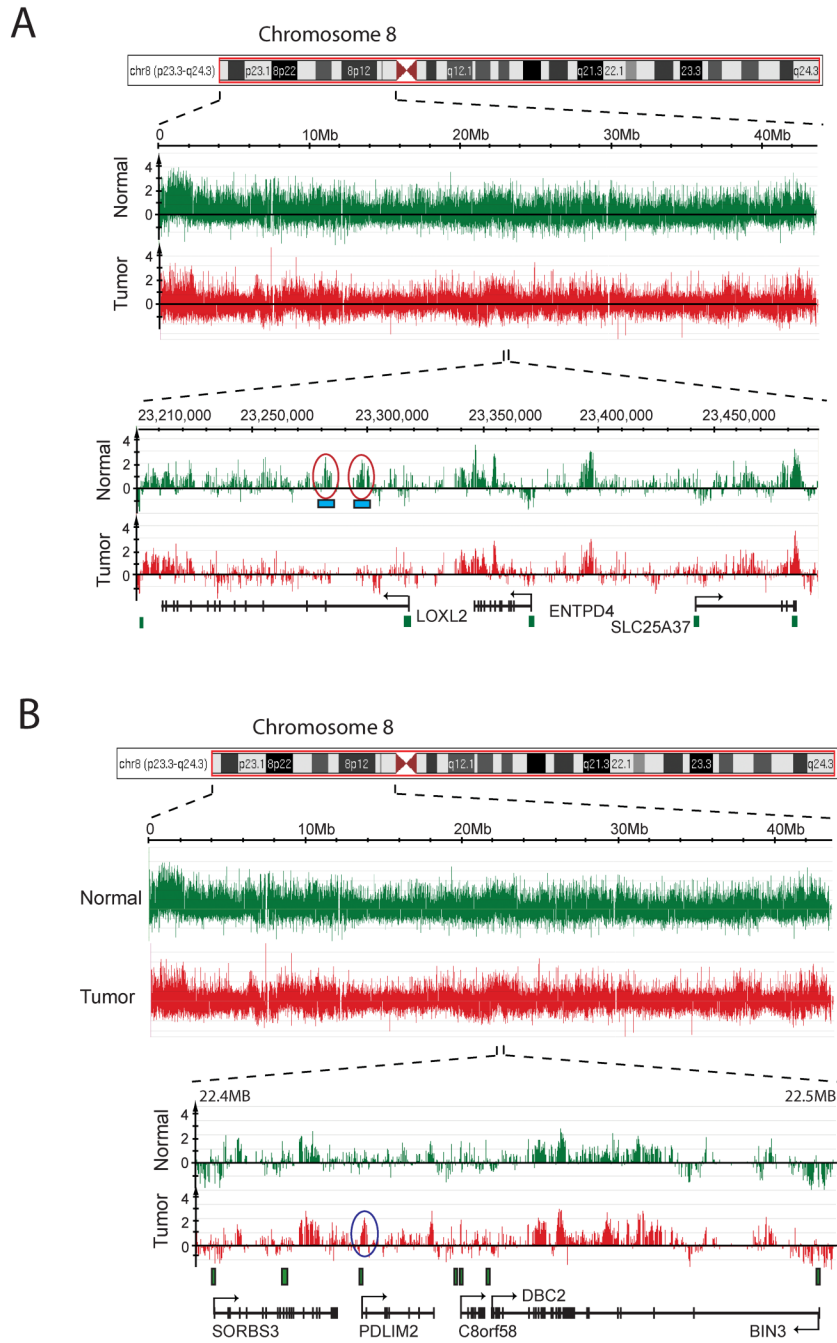 A
Chromosome 8
chr8 (p23.3-q24.3) p23.1 8p22 8p12 q12.1 q21.3 22.1 23.3 q24.3
0 10Mb 20Mb 30Mb 40Mb
Normal
4
2
0
Tumor
4
2
0
23,210,000 23,250,000 23,300,000 23,350,000 23,400,000 23,450,000
Normal
4
2
0
Tumor
4
2
0
LOXL2 ENTPD4
SLC25A37
B
Chromosome 8
chr8 (p23.3-q24.3) p23.1 8p22 8p12 q12.1 q21.3 22.1 23.3 q24.3
0 10Mb 20Mb 30Mb 40Mb
Normal
Tumor
22.4MB 22.5MB
Normal
4
2
0
Tumor
4
2
0
DBC2
SORBS3 PDLIM2 C8orf58 BIN3